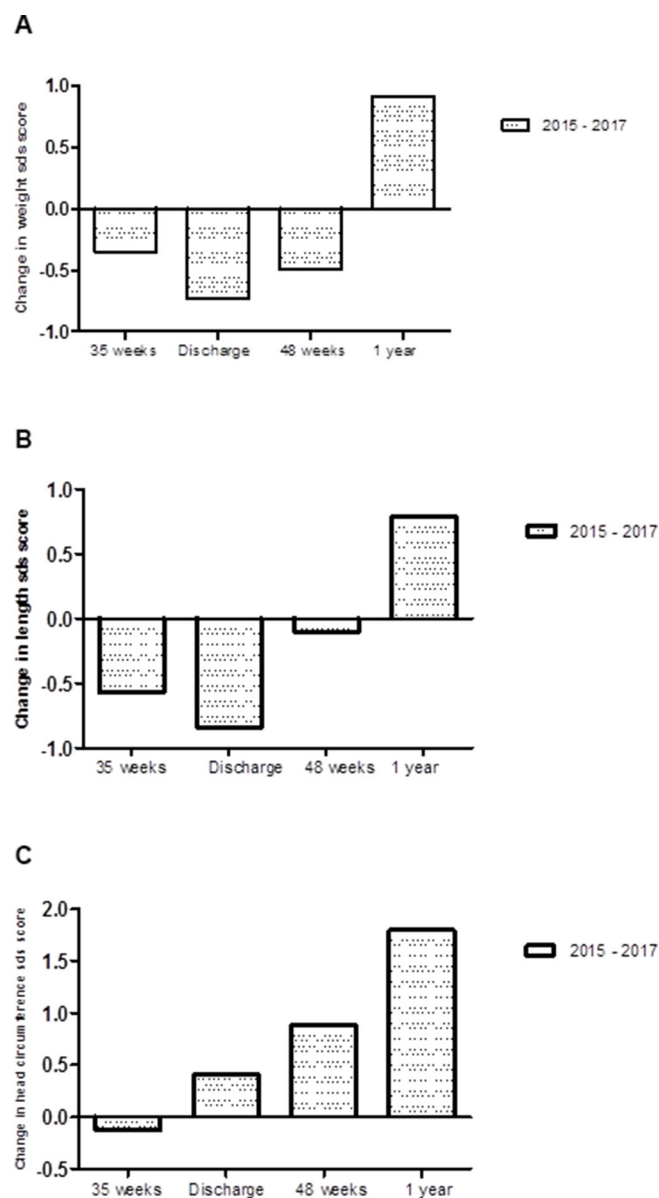 A
Change in weight sds score
1.0
0.5
0.0
-0.5
-1.0
35 weeks Discharge 48 weeks 1 year
2015 - 2017
B
Change in length sds score
1.0
0.5
0.0
-0.5
-1.0
35 weeks Discharge 48 weeks 1 year
2015 - 2017
C
Change in head circumference sds score
2.0
1.5
1.0
0.5
0.0
-0.5
35 weeks Discharge 48 weeks 1 year
2015 - 2017